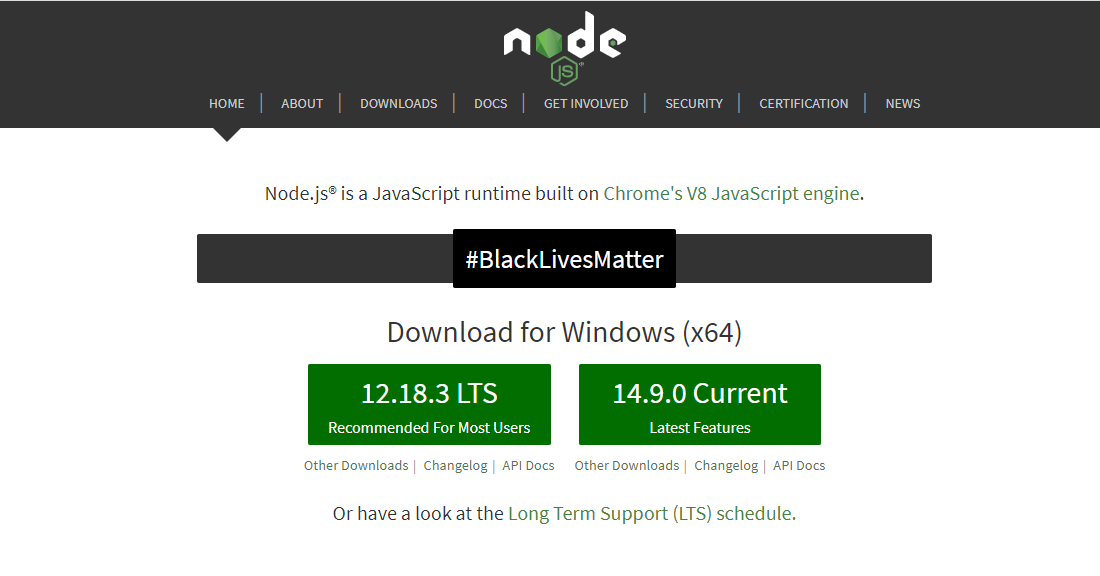 node
JS
HOME | ABOUT | DOWNLOADS | DOCS | GET INVOLVED | SECURITY | CERTIFICATION | NEWS
Node.js® is a JavaScript runtime built on Chrome's V8 JavaScript engine.
#BlackLivesMatter
Download for Windows (x64)
12.18.3 LTS
Recommended For Most Users
14.9.0 Current
Latest Features
Other Downloads | Changelog | API Docs
Other Downloads | Changelog | API Docs
Or have a look at the Long Term Support (LTS) schedule.